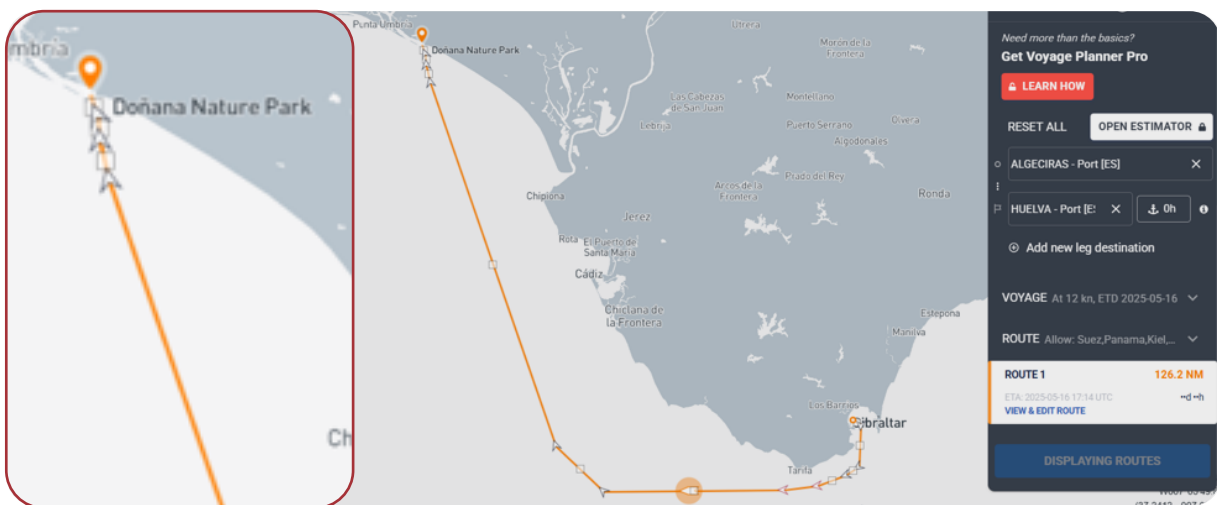 mbria
Doñana Nature Park
Ch
Punta Umbria
Doñana Nature Park
Utrera
Morón de la
Frontera
Las Cabezas
de San Juan
Montellano
Lebrija
Puerto Serrano
Olvera
Algodonales
Chipiona
Arcos de la
Frontera
Prado del Rey
Ronda
Jerez
Rota
El Puerto de
Santa María
Cádiz
Chiclana de
la Frontera
Estepona
Manilva
Los Barrios
Gibraltar
Tarifa
Need more than the basics?
Get Voyage Planner Pro
LEARN HOW
RESET ALL
OPEN ESTIMATOR
ALGECIRAS - Port [ES]
HUELVA - Port [E
0h
Add new leg destination
VOYAGE At 12 kn, ETD 2025-05-16
ROUTE Allow: Suez,Panama,Kiel,...
ROUTE 1
126.2 NM
ETA: 2025-05-16 17:14 UTC
--d --h
VIEW & EDIT ROUTE
DISPLAYING ROUTES